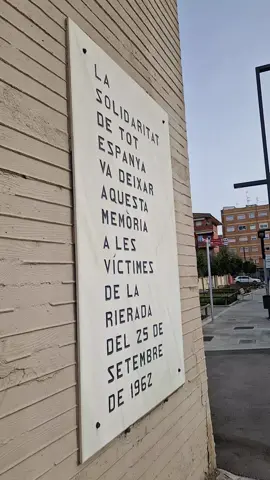 LA
SOLIDARITAT
DE TOT
ESPANYA
VA DEIXAR
AQUESTA
MEMÒRIA
A LES
VÍCTIMES
DE LA
RIERADA
DEL 25 DE
SETEMBRE
DE 1962